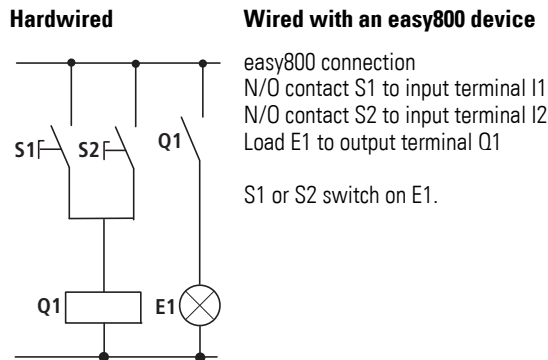 Hardwired
Wired with an easy800 device
easy800 connection
N/O contact S1 to input terminal I1
N/O contact S2 to input terminal I2
Load E1 to output terminal Q1
S1 or S2 switch on E1.
S1
S2
Q1
Q1
E1